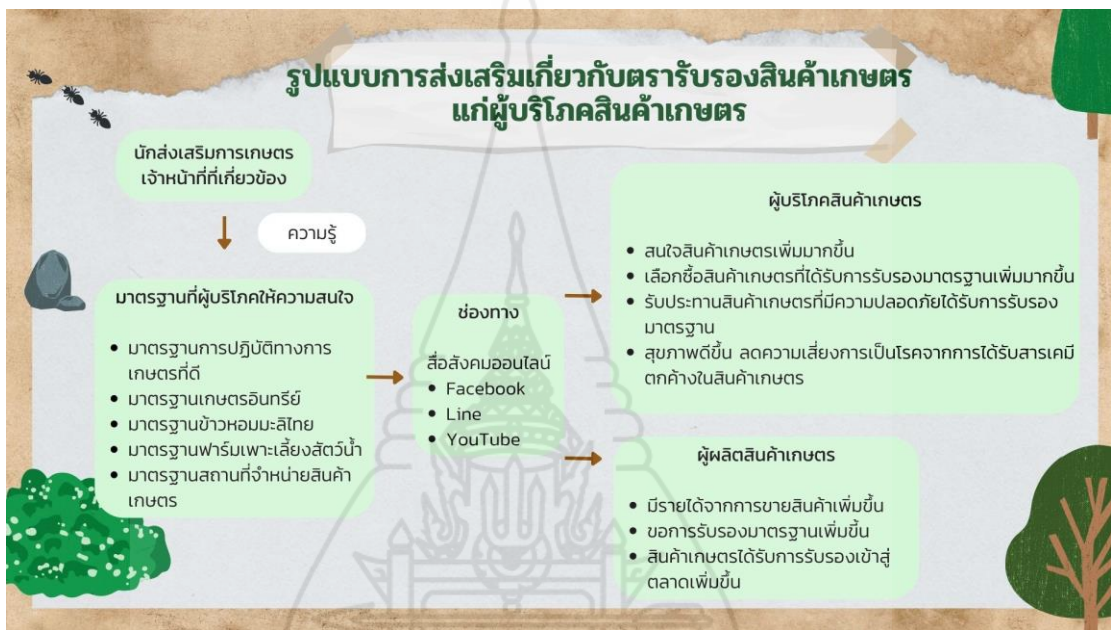 รูปแบบการส่งเสริมเกี่ยวกับตรารับรองสินค้าเกษตร
แก่ผู้บริโภคสินค้าเกษตร
นักส่งเสริมการเกษตร
เจ้าหน้าที่ที่เกี่ยวข้อง
ความรู้
มาตรฐานที่ผู้บริโภคให้ความสนใจ
• มาตรฐานการปฏิบัติทางการ
เกษตรที่ดี
• มาตรฐานเกษตรอินทรีย์
• มาตรฐานข้าวหอมมะลิไทย
• มาตรฐานฟาร์มเพาะเลี้ยงสัตว์น้ำ
• มาตรฐานสถานที่จำหน่ายสินค้า
เกษตร
ช่องทาง
สื่อสังคมออนไลน์
• Facebook
• Line
• YouTube
ผู้บริโภคสินค้าเกษตร
• สนใจสินค้าเกษตรเพิ่มมากขึ้น
• เลือกซื้อสินค้าเกษตรที่ได้รับการรับรองมาตรฐานเพิ่มมากขึ้น
• รับประทานสินค้าเกษตรที่มีความปลอดภัยได้รับการรับรอง
มาตรฐาน
• สุขภาพดีขึ้น ลดความเสี่ยงการเป็นโรคจากการได้รับสารเคมี
ตกค้างในสินค้าเกษตร
ผู้ผลิตสินค้าเกษตร
• มีรายได้จากการขายสินค้าเพิ่มขึ้น
• ขอการรับรองมาตรฐานเพิ่มขึ้น
• สินค้าเกษตรได้รับการรับรองเข้าสู่
ตลาดเพิ่มขึ้น